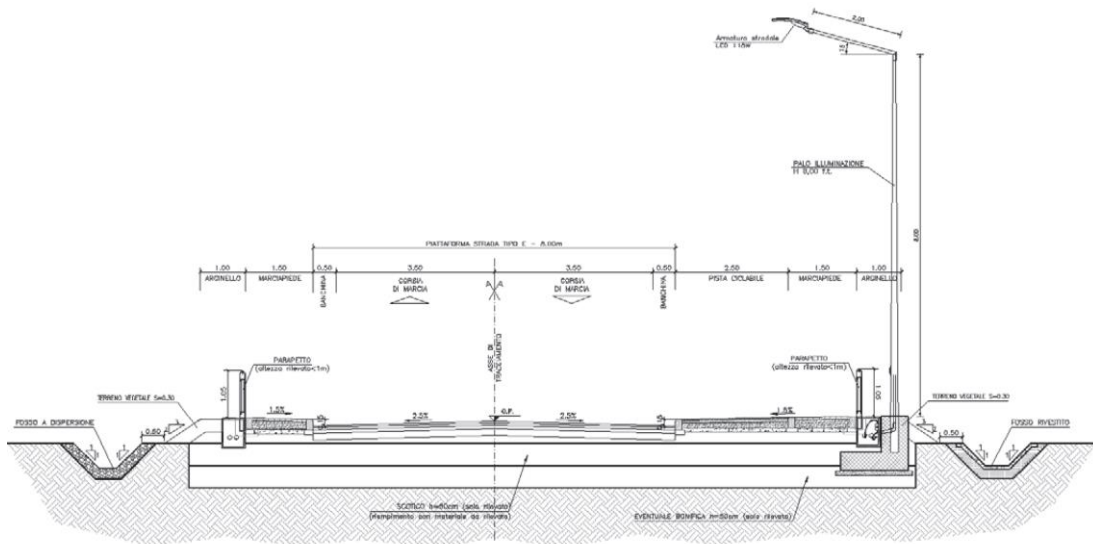 2.00
Armatura stradale
LED 118W
15
PALO ILLUMINAZIONE
H 8,00 f.t.
8.00
PIATTAFORMA STRADA TIPO E - 8.00m
1.00
1.50
0.50
3.50
3.50
0.50
2.50
1.50
1.00
ARGINELLO
MARCIAPIEDE
BANCHINA
CORSIA
DI MARCIA
CORSIA
DI MARCIA
BANCHINA
PISTA CICLABILE
MARCIAPIEDE
ARGINELLO
ASSE DI
TRACCIAMENTO
PARAPETTO
(altezza rilevato<1m)
PARAPETTO
(altezza rilevato<1m)
1.05
1.05
TERRENO VEGETALE S=0.30
TERRENO VEGETALE S=0.30
1.5%
2.5%
2.5%
1.5%
FOSSO A DISPERSIONE
FOSSO RIVESTITO
0.50
0.50
SCOTICO h=60cm (solo rilevato)
(riempimento con materiale da rilevato)
EVENTUALE BONIFICA h=50cm (solo rilevato)